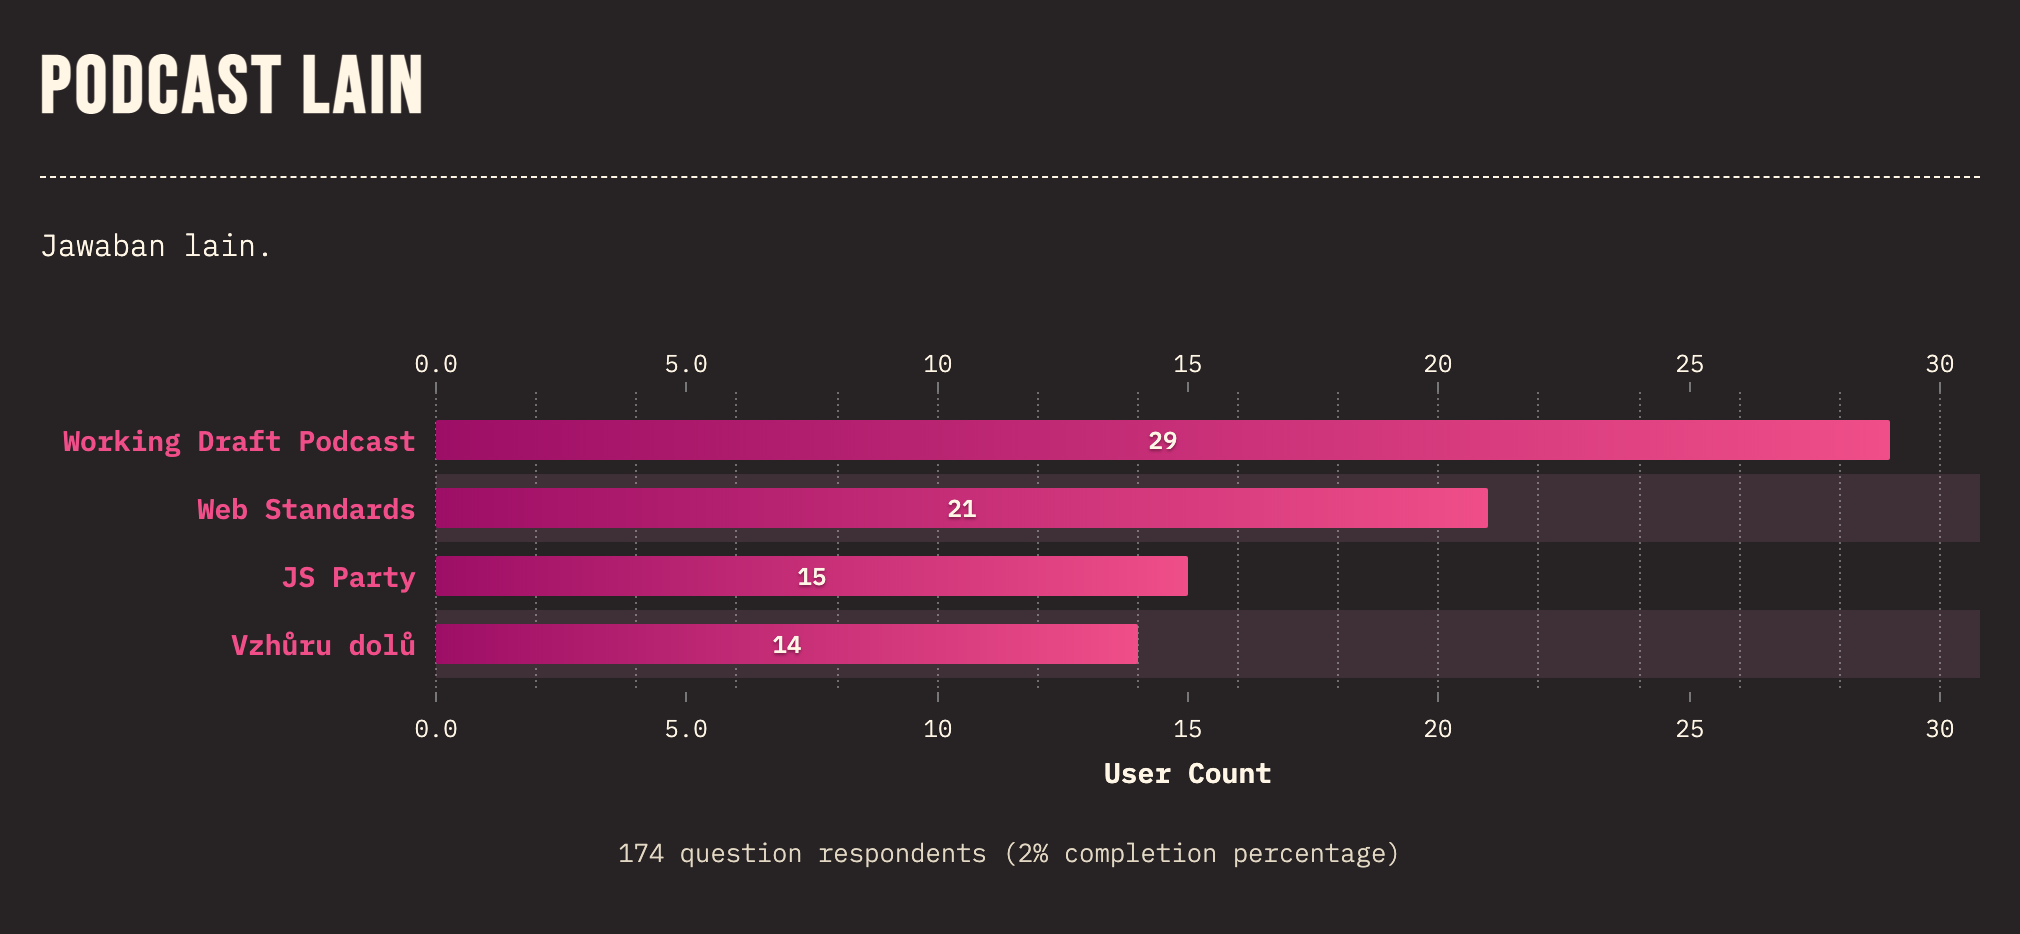 PODCAST LAIN
Jawaban lain.
0.0 5.0 10 15 20 25 30
Working Draft Podcast 29
Web Standards 21
JS Party 15
Vzhůru dolů 14
0.0 5.0 10 15 20 25 30
User Count
174 question respondents (2% completion percentage)